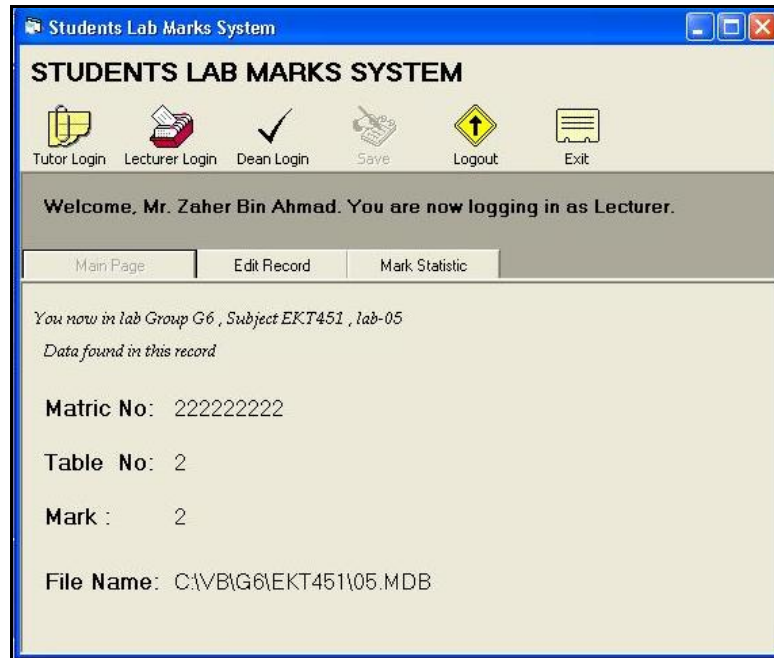 Students Lab Marks System
STUDENTS LAB MARKS SYSTEM
Tutor Login Lecturer Login Dean Login Save Logout Exit
Welcome, Mr. Zaher Bin Ahmad. You are now logging in as Lecturer.
Main Page Edit Record Mark Statistic
You now in lab Group G6 , Subject EKT451 , lab-05
Data found in this record
Matric No: 222222222
Table No: 2
Mark : 2
File Name: C:\VB\G6\EKT451\05.MDB